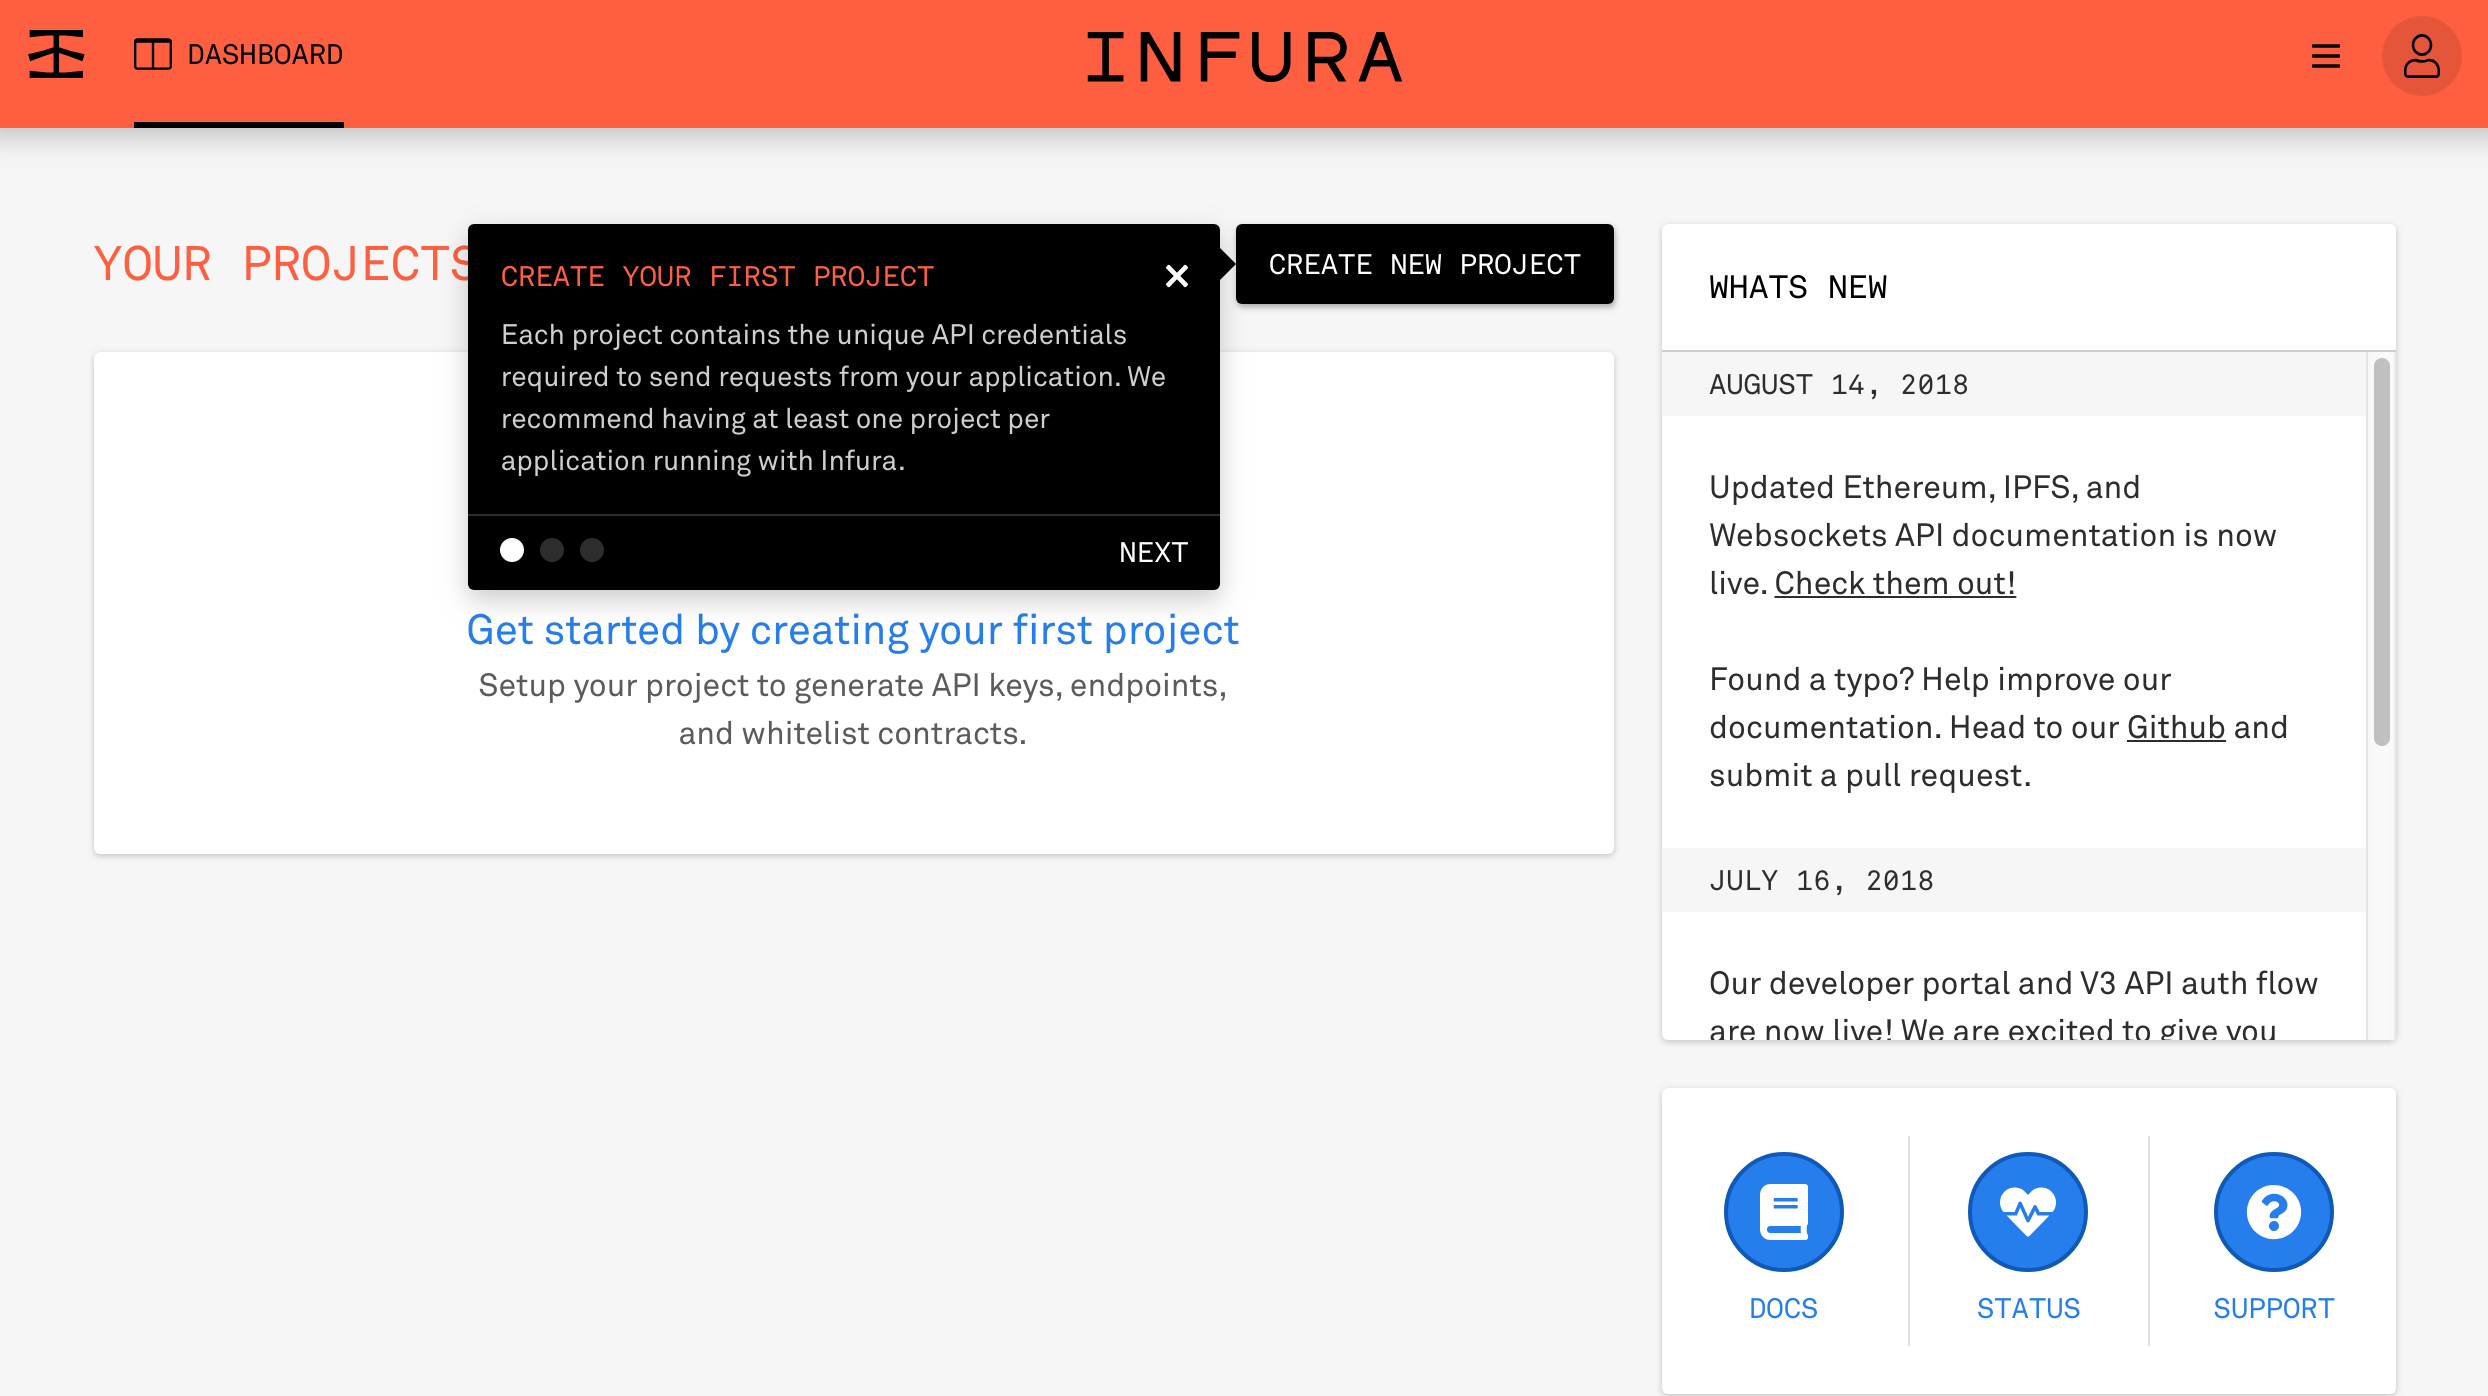 DASHBOARD
INFURA
YOUR PROJECTS
CREATE YOUR FIRST PROJECT
Each project contains the unique API credentials
required to send requests from your application. We
recommend having at least one project per
application running with Infura.
NEXT
CREATE NEW PROJECT
Get started by creating your first project
Setup your project to generate API keys, endpoints,
and whitelist contracts.
WHATS NEW
AUGUST 14, 2018
Updated Ethereum, IPFS, and
Websockets API documentation is now
live. Check them out!
Found a typo? Help improve our
documentation. Head to our Github and
submit a pull request.
JULY 16, 2018
Our developer portal and V3 API auth flow
are now live! We are excited to give you
DOCS
STATUS
SUPPORT